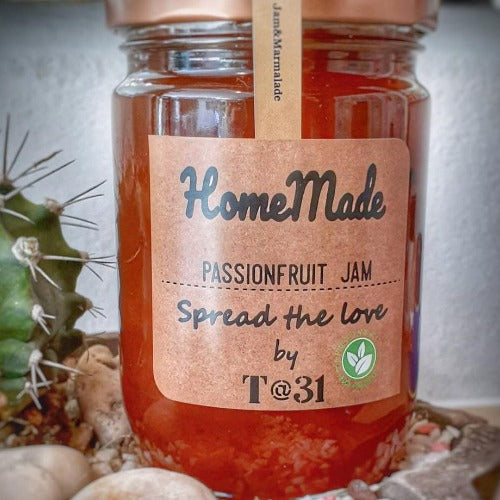 Jam&Marmalade
HomeMade
PASSIONFRUIT JAM
Spread the love
by
T@31